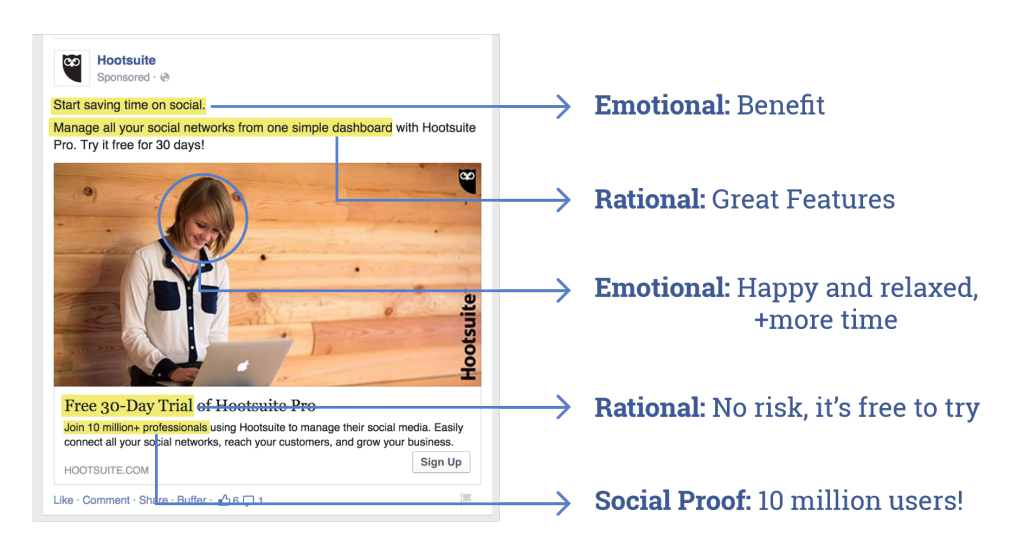 Hootsuite
Sponsored ·
Start saving time on social.
Manage all your social networks from one simple dashboard with Hootsuite
Pro. Try it free for 30 days!
Hootsuite
Free 30-Day Trial of Hootsuite Pro
Join 10 million+ professionals using Hootsuite to manage their social media. Easily
connect all your social networks, reach your customers, and grow your business.
HOOTSUITE.COM
Sign Up
Like · Comment · Share · Buffer · 6 1
Emotional: Benefit
Rational: Great Features
Emotional: Happy and relaxed,
+more time
Rational: No risk, it's free to try
Social Proof: 10 million users!